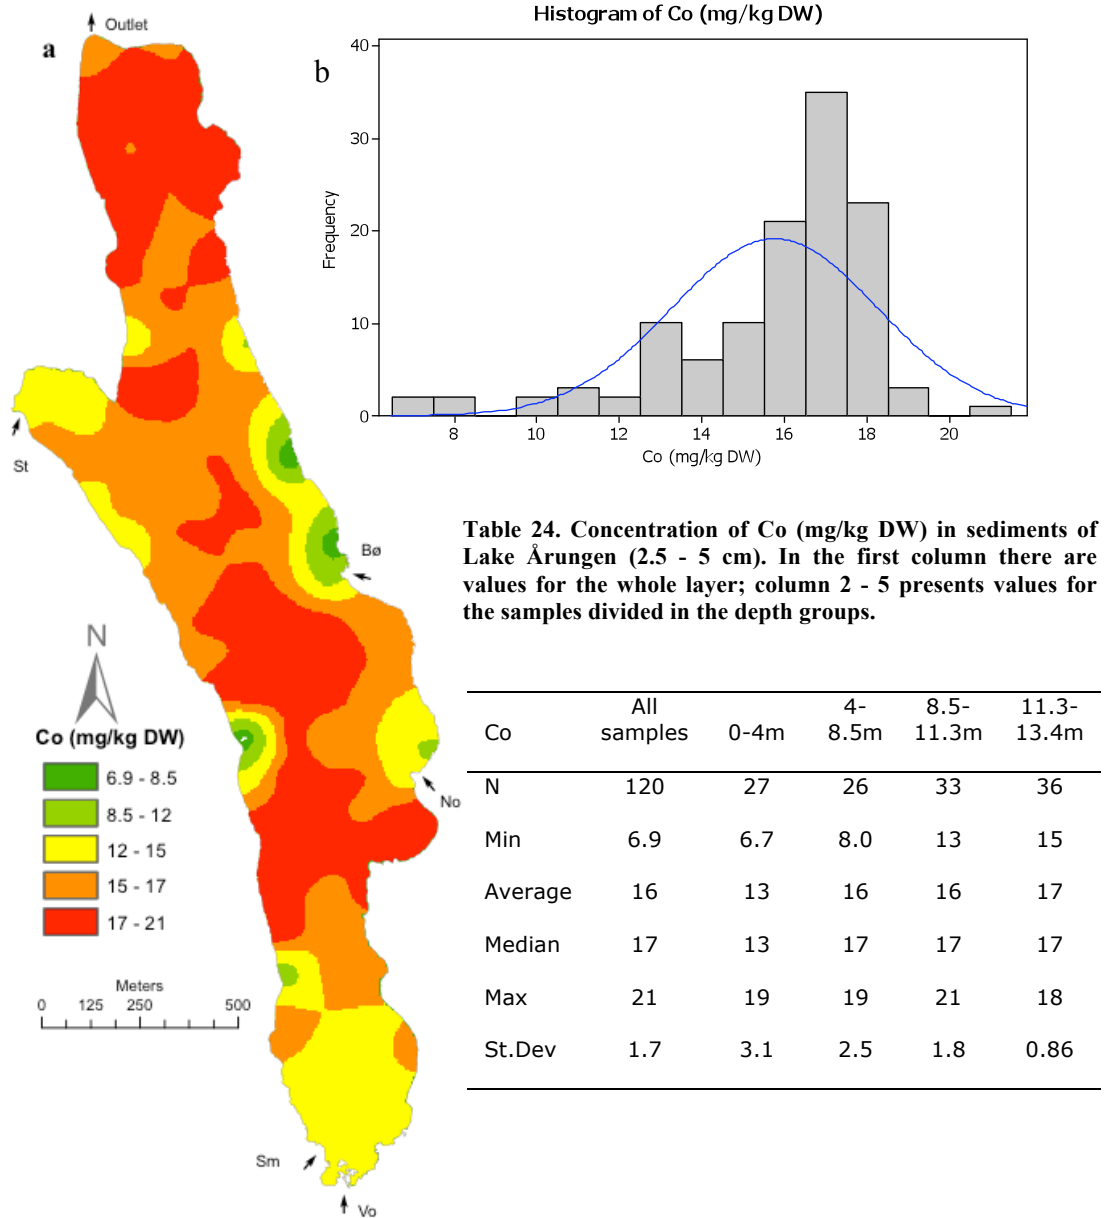 a
Outlet
St
Bø
No
Sm
Vo
N
Co (mg/kg DW)
6.9 - 8.5
8.5 - 12
12 - 15
15 - 17
17 - 21
Meters
0 125 250 500
Histogram of Co (mg/kg DW)
b
Frequency
40
30
20
10
0
8 10 12 14 16 18 20
Co (mg/kg DW)
Table 24. Concentration of Co (mg/kg DW) in sediments of
Lake Årungen (2.5 - 5 cm). In the first column there are
values for the whole layer; column 2 - 5 presents values for
the samples divided in the depth groups.
All 4- 8.5- 11.3-
Co samples 0-4m 8.5m 11.3m 13.4m
N 120 27 26 33 36
Min 6.9 6.7 8.0 13 15
Average 16 13 16 16 17
Median 17 13 17 17 17
Max 21 19 19 21 18
St.Dev 1.7 3.1 2.5 1.8 0.86